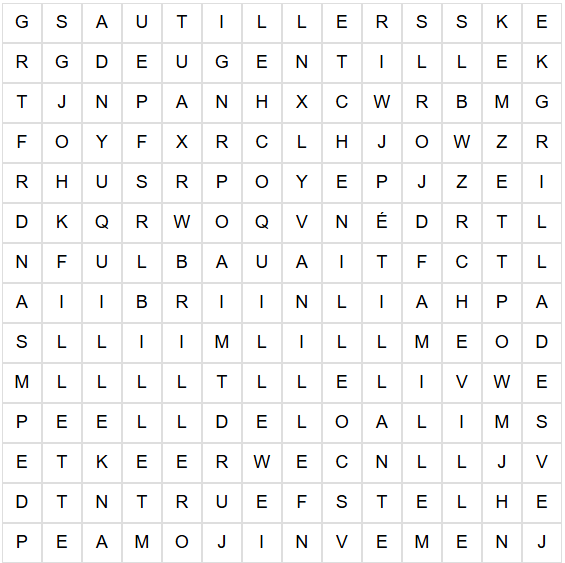 G S A U T I L L E R S S K E
R G D E U G E N T I L L E K
T J N P A N H X C W R B M G
F O Y F X R C L H J O W Z R
R H U S R P O Y E P J Z E I
D K Q R W O Q V N É D R T L
N F U L B A U A I T F C T L
A I I B R I I N L I A H P A
S L L I I M L I L L M E O D
M L L L L T L L E L I V W E
P E E L L D E L O A L I M S
E T K E E R W E C N L L J V
D T N T R U E F S T E L H E
P E A M O J I N V E M E N J